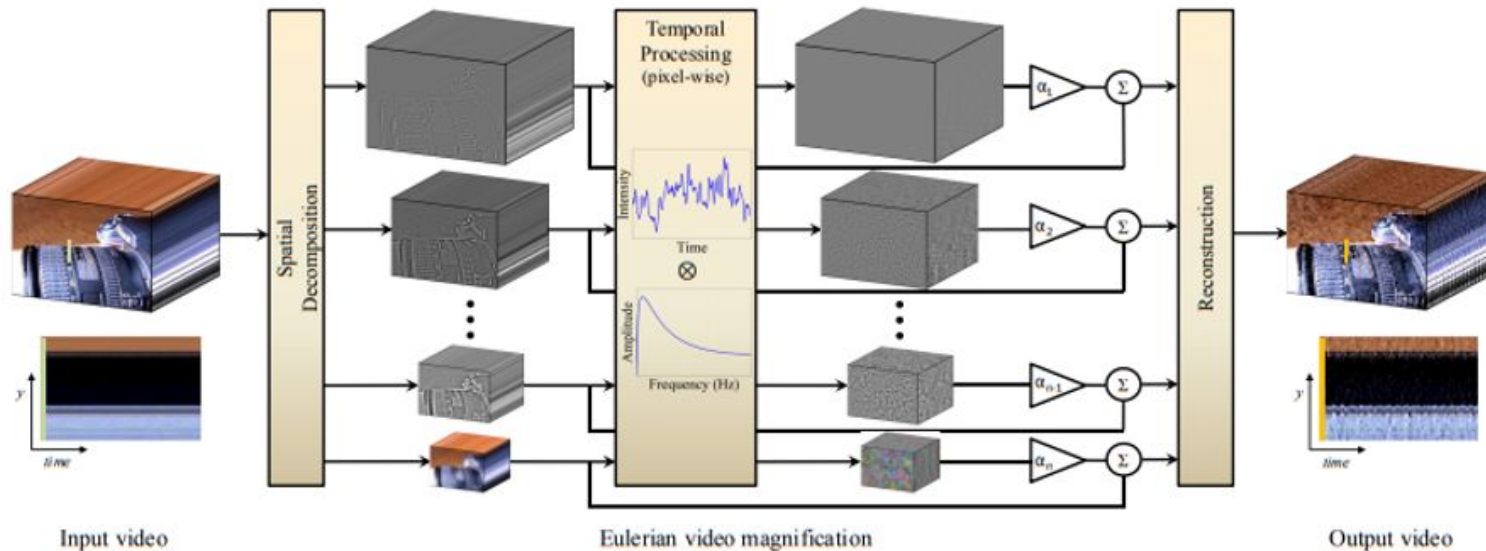 Temporal
Processing
(pixel-wise)
α1
Σ
Intensity
Time
⊗
α2
Σ
Spatial
Decomposition
Reconstruction
Amplitude
Frequency (Hz)
αn-1
Σ
αn
Σ
y
time
y
time
Input video
Eulerian video magnification
Output video